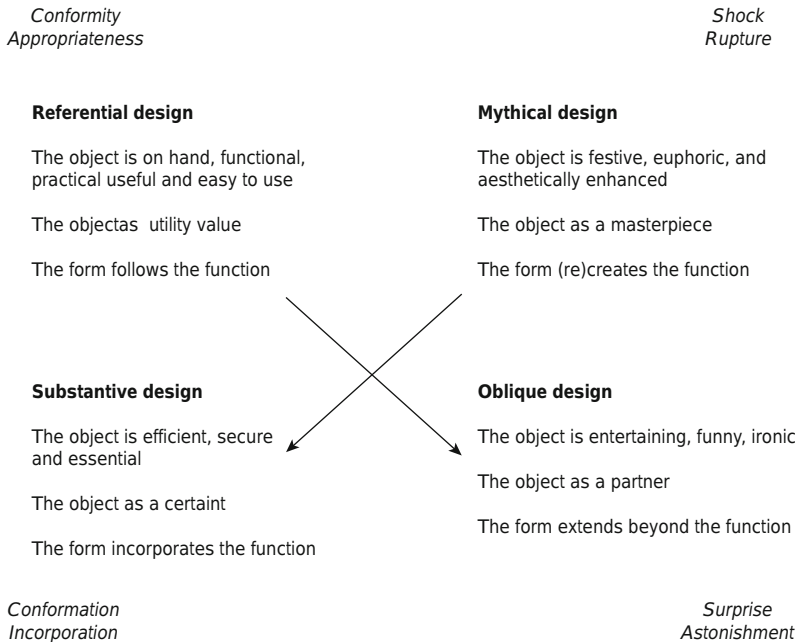 Conformity
Appropriateness
Shock
Rupture
Referential design
The object is on hand, functional,
practical useful and easy to use
The objectas utility value
The form follows the function
Mythical design
The object is festive, euphoric, and
aesthetically enhanced
The object as a masterpiece
The form (re)creates the function
Substantive design
The object is efficient, secure
and essential
The object as a certaint
The form incorporates the function
Oblique design
The object is entertaining, funny, ironic
The object as a partner
The form extends beyond the function
Conformation
Incorporation
Surprise
Astonishment